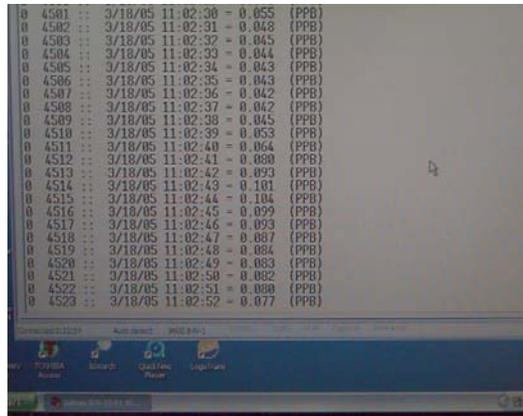 0 4501 :: 3/18/05 11:02:30 = 0.055 (PPB)
0 4502 :: 3/18/05 11:02:31 = 0.048 (PPB)
0 4503 :: 3/18/05 11:02:32 = 0.045 (PPB)
0 4504 :: 3/18/05 11:02:33 = 0.044 (PPB)
0 4505 :: 3/18/05 11:02:34 = 0.043 (PPB)
0 4506 :: 3/18/05 11:02:35 = 0.043 (PPB)
0 4507 :: 3/18/05 11:02:36 = 0.042 (PPB)
0 4508 :: 3/18/05 11:02:37 = 0.042 (PPB)
0 4509 :: 3/18/05 11:02:38 = 0.045 (PPB)
0 4510 :: 3/18/05 11:02:39 = 0.053 (PPB)
0 4511 :: 3/18/05 11:02:40 = 0.064 (PPB)
0 4512 :: 3/18/05 11:02:41 = 0.080 (PPB)
0 4513 :: 3/18/05 11:02:42 = 0.093 (PPB)
0 4514 :: 3/18/05 11:02:43 = 0.101 (PPB)
0 4515 :: 3/18/05 11:02:44 = 0.104 (PPB)
0 4516 :: 3/18/05 11:02:45 = 0.099 (PPB)
0 4517 :: 3/18/05 11:02:46 = 0.093 (PPB)
0 4518 :: 3/18/05 11:02:47 = 0.087 (PPB)
0 4519 :: 3/18/05 11:02:48 = 0.084 (PPB)
0 4520 :: 3/18/05 11:02:49 = 0.083 (PPB)
0 4521 :: 3/18/05 11:02:50 = 0.082 (PPB)
0 4522 :: 3/18/05 11:02:51 = 0.080 (PPB)
0 4523 :: 3/18/05 11:02:52 = 0.077 (PPB)
Auto detect
TOSHIBA QuickTime
Access Player